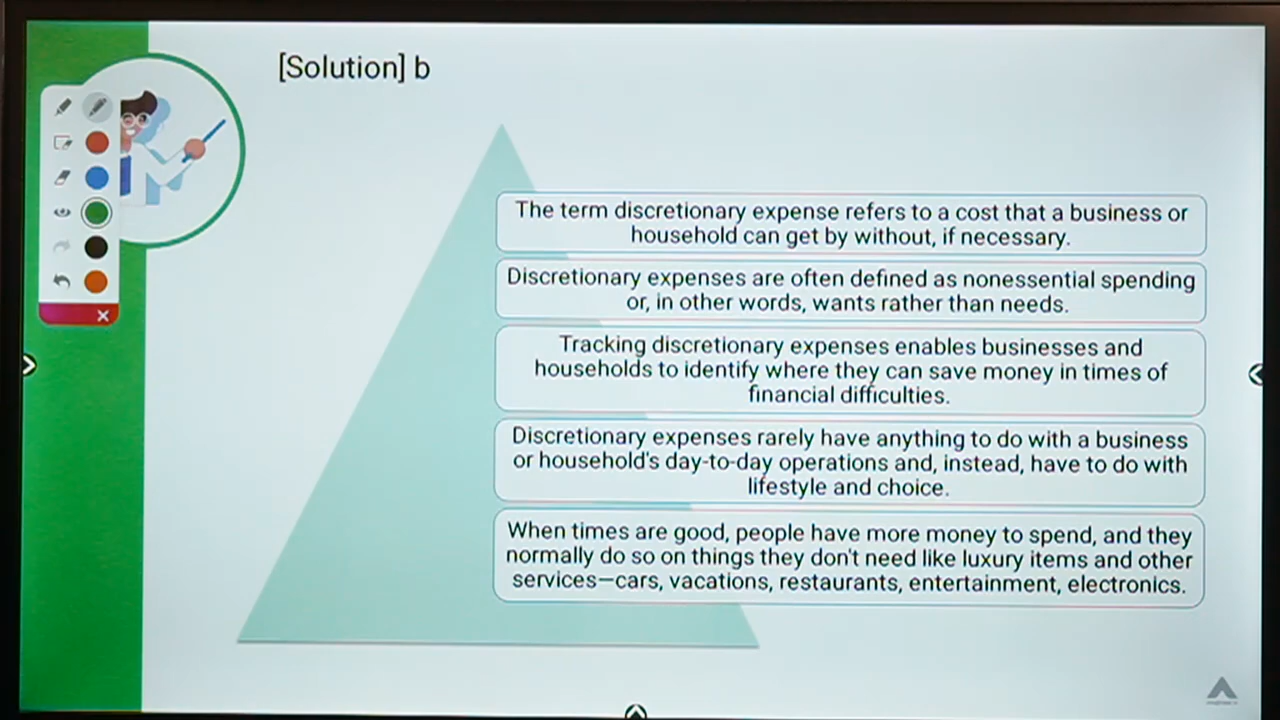 [Solution] b
The term discretionary expense refers to a cost that a business or
household can get by without, if necessary.
Discretionary expenses are often defined as nonessential spending
or, in other words, wants rather than needs.
Tracking discretionary expenses enables businesses and
households to identify where they can save money in times of
financial difficulties.
Discretionary expenses rarely have anything to do with a business
or household's day-to-day operations and, instead, have to do with
lifestyle and choice.
When times are good, people have more money to spend, and they
normally do so on things they don't need like luxury items and other
services—cars, vacations, restaurants, entertainment, electronics.